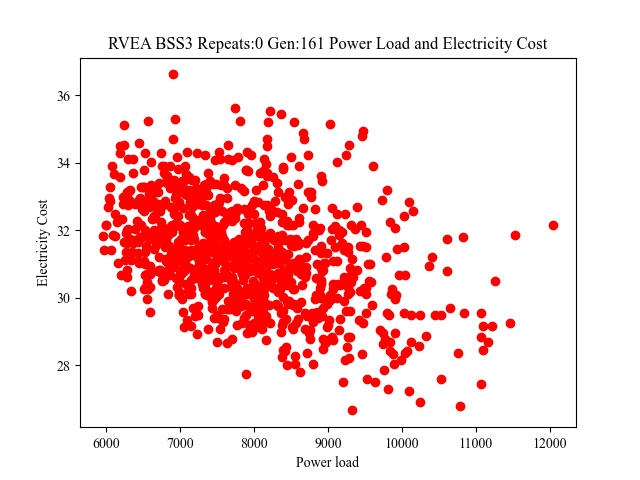 RVEA BSS3 Repeats:0 Gen:161 Power Load and Electricity Cost
36
34
32
30
28
Electricity Cost
6000 7000 8000 9000 10000 11000 12000
Power load